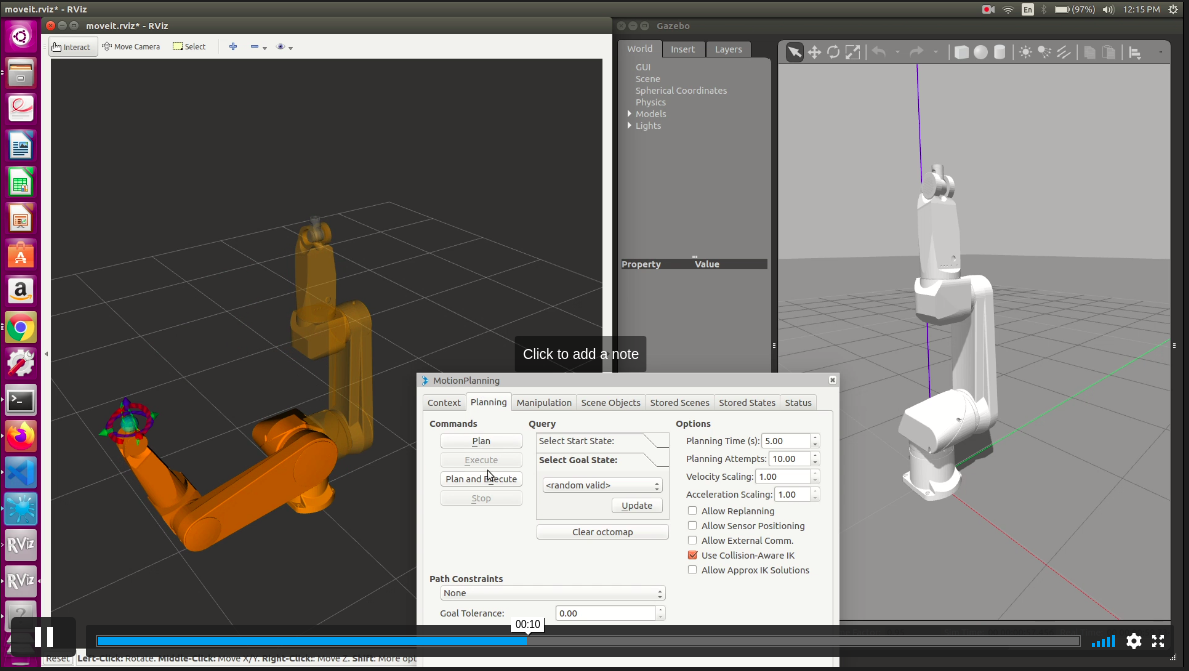 moveit.rviz* - RViz
En
(97%)
12:15 PM
moveit.rviz* - RViz
Gazebo
Interact
Move Camera
Select
World
Insert
Layers
GUI
Scene
Spherical Coordinates
Physics
Models
Lights
Property
Value
Click to add a note
MotionPlanning
Context
Planning
Manipulation
Scene Objects
Stored Scenes
Stored States
Status
Commands
Query
Options
Plan
Execute
Plan and Execute
Stop
Select Start State:
Select Goal State:
<random valid>
Update
Clear octomap
Planning Time (s): 5.00
Planning Attempts: 10.00
Velocity Scaling: 1.00
Acceleration Scaling: 1.00
Allow Replanning
Allow Sensor Positioning
Allow External Comm.
Use Collision-Aware IK
Allow Approx IK Solutions
Path Constraints
None
Goal Tolerance: 0.00
RViz
RViz
00:10
Reset
Left-Click: Rotate. Middle-Click: Move X/Y. Right-Click:: Move Z. Shift: More opt